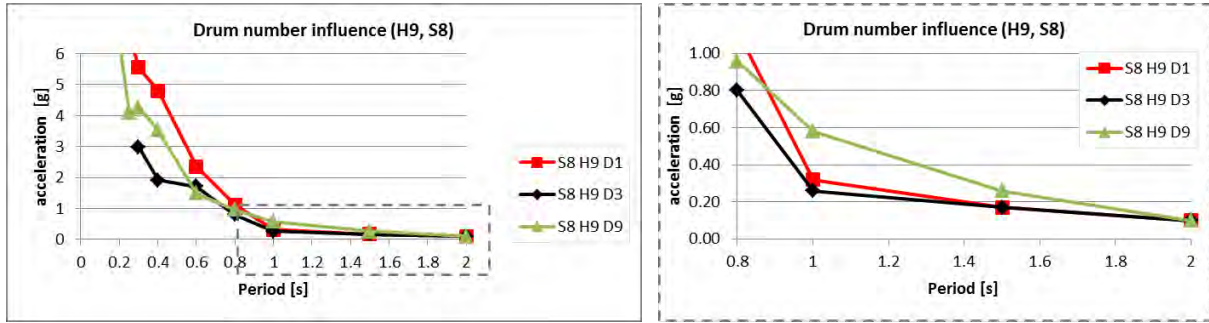 Drum number influence (H9, S8)
acceleration [g]
6
5
4
3
2
1
0
0 0.2 0.4 0.6 0.8 1 1.2 1.4 1.6 1.8 2
Period [s]
S8 H9 D1
S8 H9 D3
S8 H9 D9
Drum number influence (H9, S8)
acceleration [g]
1.00
0.80
0.60
0.40
0.20
0.00
0.8 1 1.2 1.4 1.6 1.8 2
Period [s]
S8 H9 D1
S8 H9 D3
S8 H9 D9